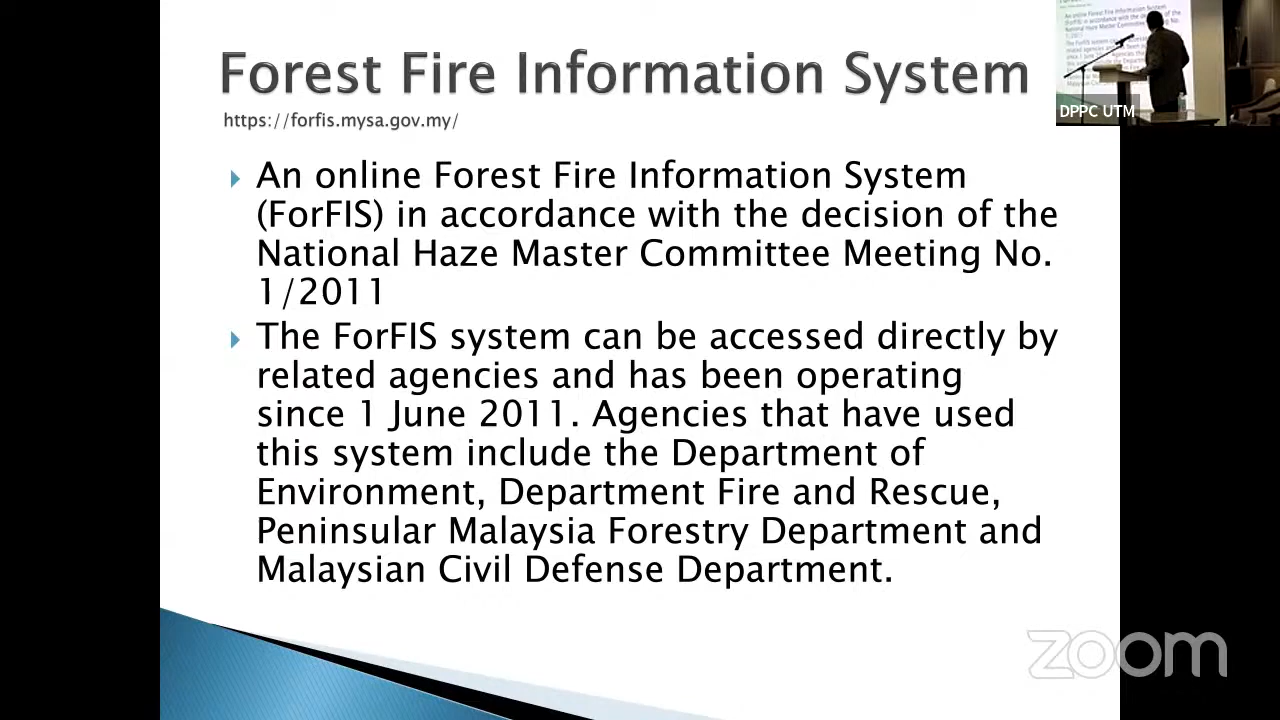 Forest Fire Information System
https://forfis.mysa.gov.my/
An online Forest Fire Information System
(ForFIS) in accordance with the decision of the
National Haze Master Committee Meeting No.
1/2011
The ForFIS system can be accessed directly by
related agencies and has been operating
since 1 June 2011. Agencies that have used
this system include the Department of
Environment, Department Fire and Rescue,
Peninsular Malaysia Forestry Department and
Malaysian Civil Defense Department.
DPPC UTM
zoom